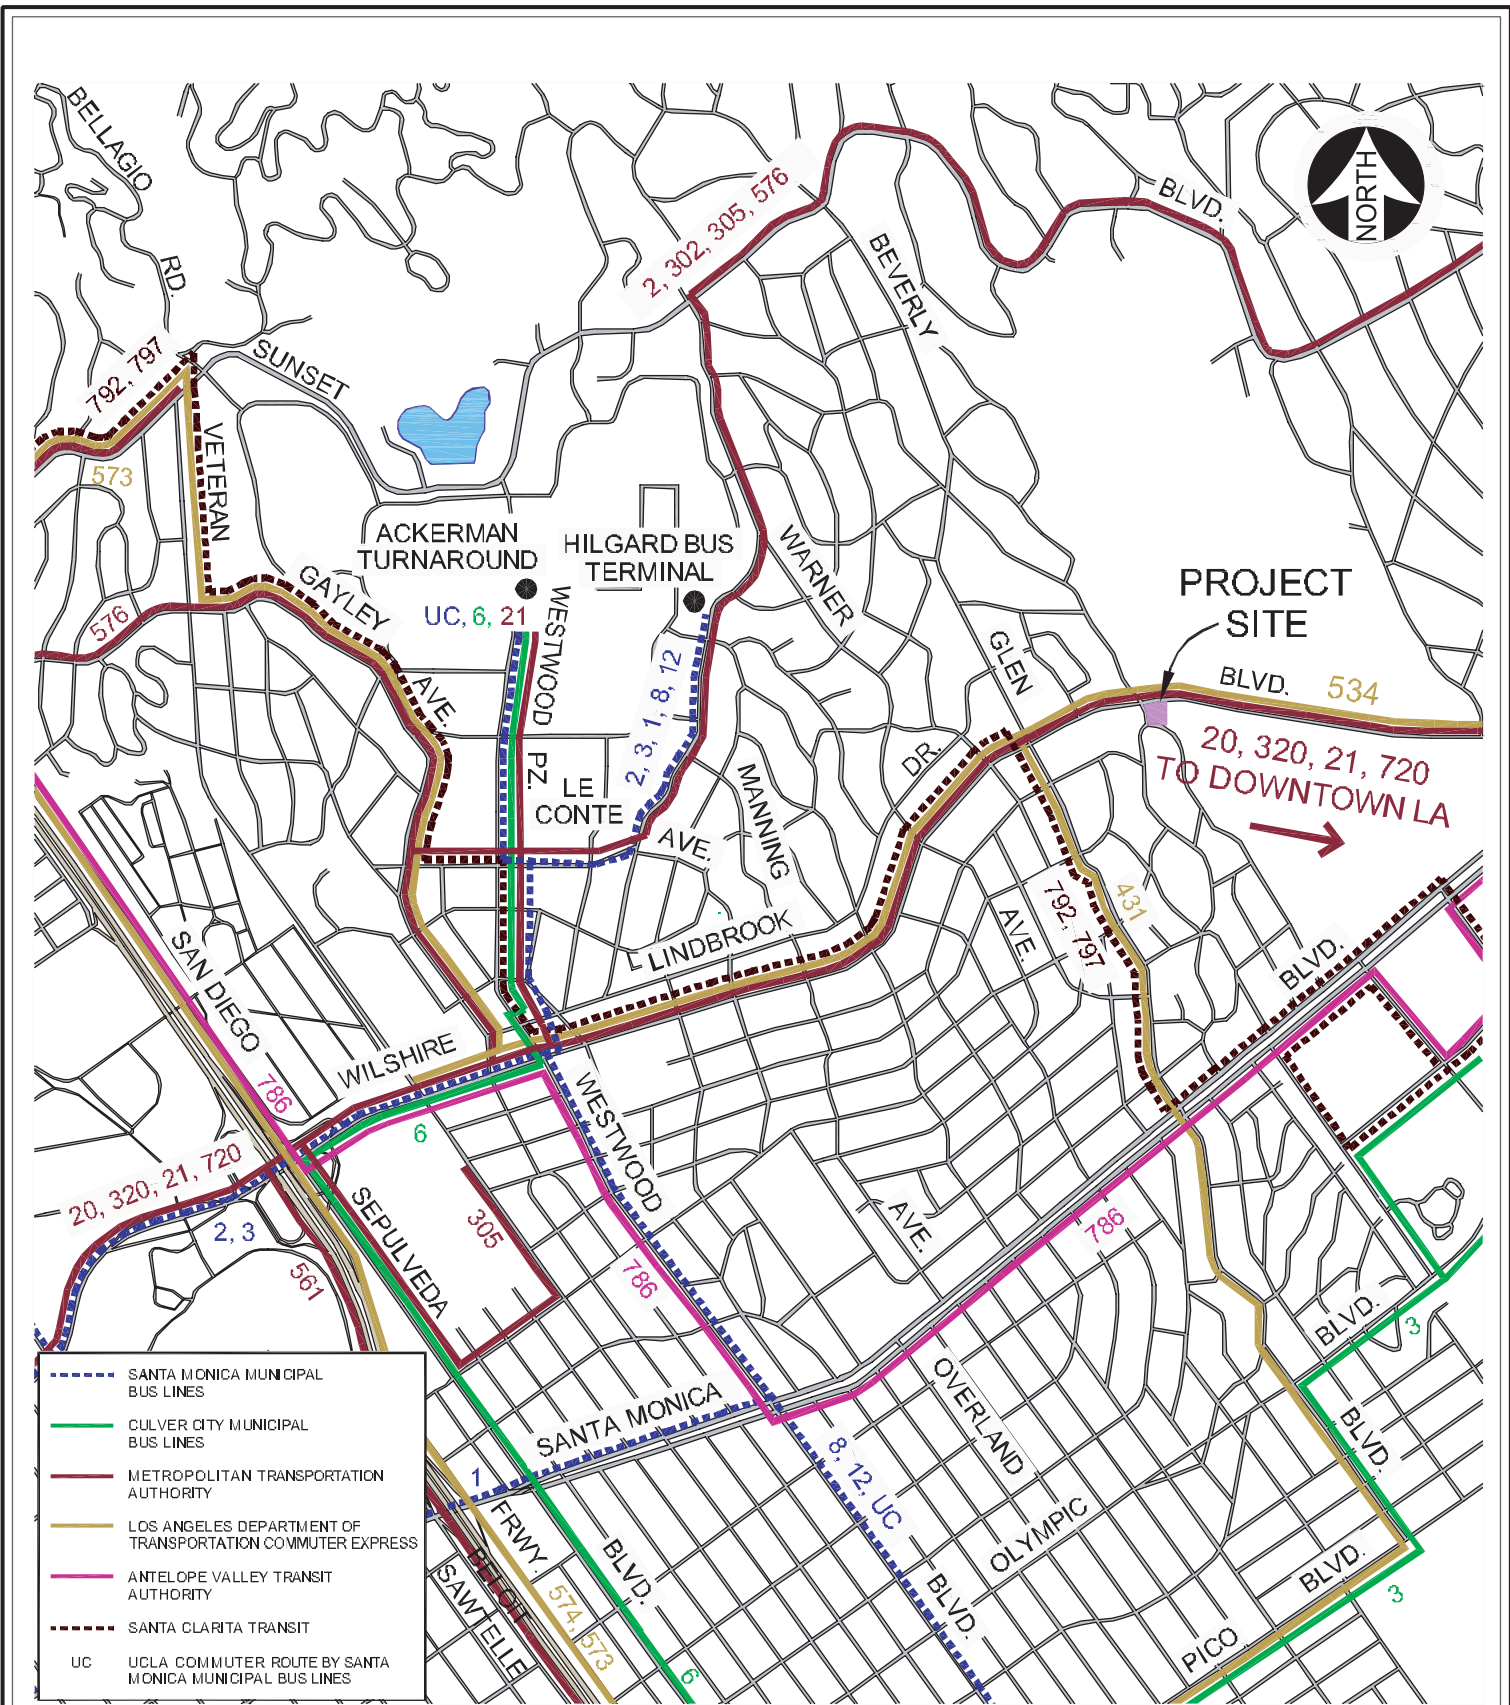 BELLAGIO
RD.
NORTH
BLVD.
2, 302, 305, 576
BEVERLY
792, 797
SUNSET
573
VETERAN
ACKERMAN
TURNAROUND
HILGARD BUS
TERMINAL
WARNER
PROJECT
SITE
GAYLEY
AVE.
576
UC, 6, 21
WESTWOOD
PZ.
2, 3, 1, 8, 12
GLEN
BLVD.
534
20, 320, 21, 720
TO DOWNTOWN LA
LE
CONTE
AVE.
MANNING
DR.
LINDBROOK
AVE.
792, 797
431
BLVD.
SAN DIEGO
786
WILSHIRE
6
WESTWOOD
20, 320, 21, 720
2, 3
SEPULVEDA
305
561
786
AVE.
786
BLVD.
3
SANTA MONICA
OVERLAND
BLVD.
1
FRWY.
8, 12, UC
OLYMPIC
BLVD.
BLVD.
BLVD.
3
BELOIT
SAWTELLE
574, 573
6
PICO
SANTA MONICA MUNICIPAL
BUS LINES
CULVER CITY MUNICIPAL
BUS LINES
METROPOLITAN TRANSPORTATION
AUTHORITY
LOS ANGELES DEPARTMENT OF
TRANSPORTATION COMMUTER EXPRESS
ANTELOPE VALLEY TRANSIT
AUTHORITY
SANTA CLARITA TRANSIT
UC UCLA COMMUTER ROUTE BY SANTA
MONICA MUNICIPAL BUS LINES